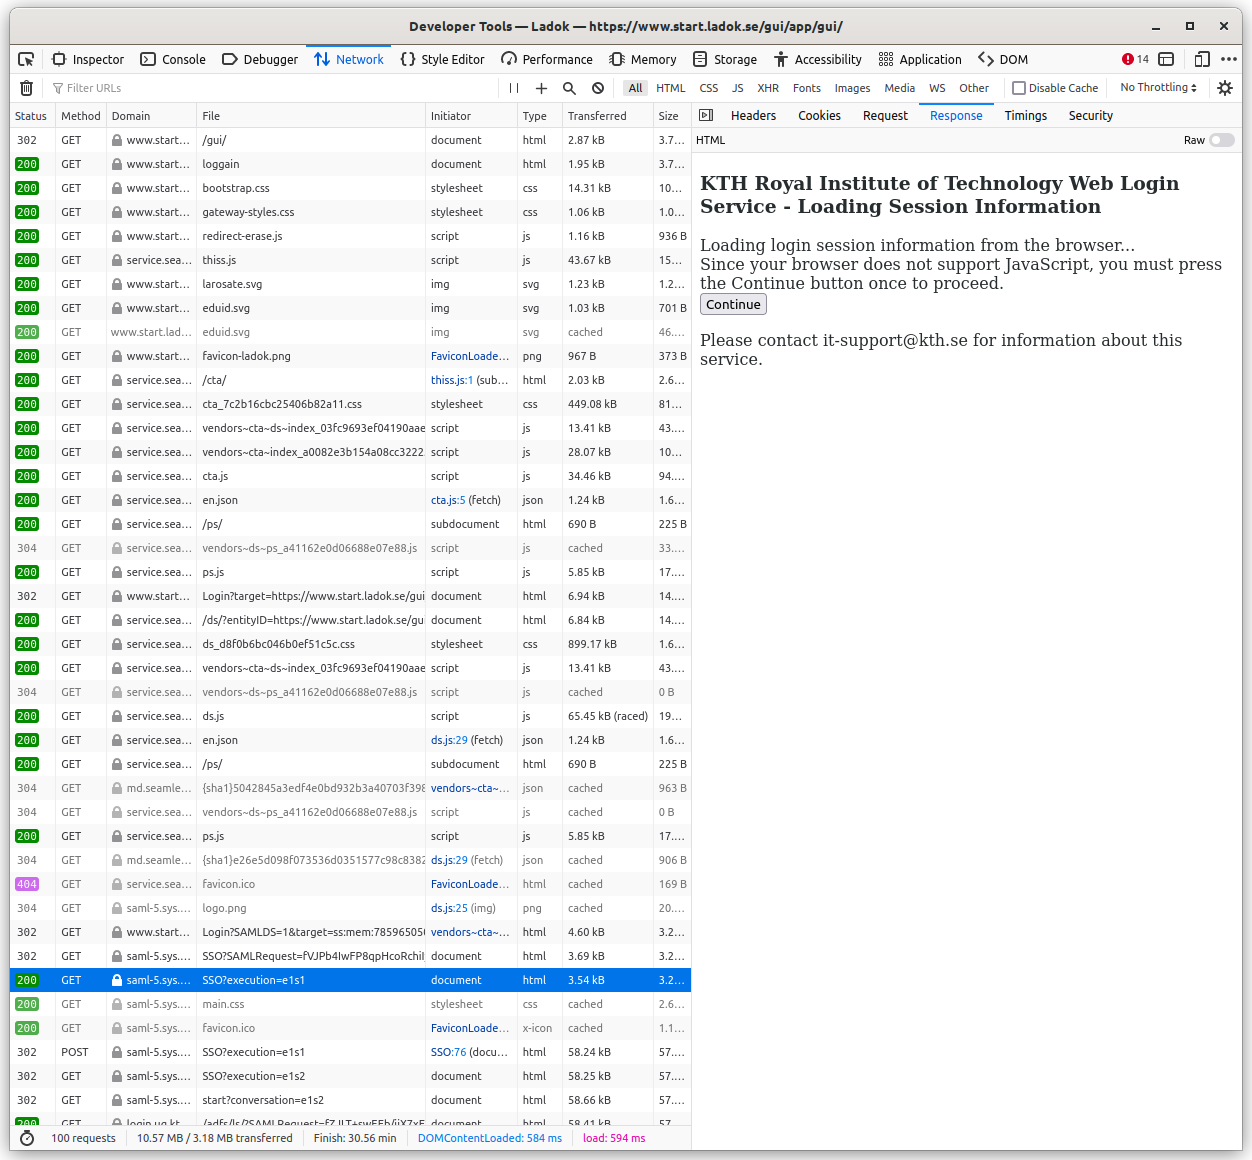 Developer Tools — Ladok — https://www.start.ladok.se/gui/app/gui/
Inspector Console Debugger Network Style Editor Performance Memory Storage Accessibility Application DOM 14
Filter URLs All HTML CSS JS XHR Fonts Images Media WS Other Disable Cache No Throttling
Status Method Domain File Initiator Type Transferred Size
302 GET www.start... /gui/ document html 2.87 kB 3.7...
200 GET www.start... loggain document html 1.95 kB 3.7...
200 GET www.start... bootstrap.css stylesheet css 14.31 kB 10...
200 GET www.start... gateway-styles.css stylesheet css 1.06 kB 1.0...
200 GET www.start... redirect-erase.js script js 1.16 kB 936 B
200 GET service.sea... thiss.js script js 43.67 kB 15...
200 GET www.start... larosate.svg img svg 1.23 kB 1.2...
200 GET www.start... eduid.svg img svg 1.03 kB 701 B
200 GET www.start.lad... eduid.svg img svg cached 46...
200 GET www.start... favicon-ladok.png FaviconLoade... png 967 B 373 B
200 GET service.sea... /cta/ thiss.js:1 (sub... html 2.03 kB 2.6...
200 GET service.sea... cta_7c2b16cbc25406b82a11.css stylesheet css 449.08 kB 81...
200 GET service.sea... vendors~cta~ds~index_03fc9693ef04190aae script js 13.41 kB 43....
200 GET service.sea... vendors~cta~index_a0082e3b154a08cc3222 script js 28.07 kB 10...
200 GET service.sea... cta.js script js 34.46 kB 94....
200 GET service.sea... en.json cta.js:5 (fetch) json 1.24 kB 1.6...
200 GET service.sea... /ps/ subdocument html 690 B 225 B
304 GET service.sea... vendors~ds~ps_a41162e0d06688e07e88.js script js cached 33....
200 GET service.sea... ps.js script js 5.85 kB 17....
302 GET www.start... Login?target=https://www.start.ladok.se/gui document html 6.94 kB 14....
200 GET service.sea... /ds/?entityID=https://www.start.ladok.se/gu document html 6.84 kB 14....
200 GET service.sea... ds_d8f0b6bc046b0ef51c5c.css stylesheet css 899.17 kB 1.6...
200 GET service.sea... vendors~cta~ds~index_03fc9693ef04190aae script js 13.41 kB 43....
304 GET service.sea... vendors~ds~ps_a41162e0d06688e07e88.js script js cached 0 B
200 GET service.sea... ds.js script js 65.45 kB (raced) 19...
200 GET service.sea... en.json ds.js:29 (fetch) json 1.24 kB 1.6...
200 GET service.sea... /ps/ subdocument html 690 B 225 B
304 GET md.seamle... {sha1}5042845a3edf4e0bd932b3a40703f398 vendors~cta~... json cached 963 B
304 GET service.sea... vendors~ds~ps_a41162e0d06688e07e88.js script js cached 0 B
200 GET service.sea... ps.js script js 5.85 kB 17....
304 GET md.seamle... {sha1}e26e5d098f073536d0351577c98c8382 ds.js:29 (fetch) json cached 906 B
404 GET service.sea... favicon.ico FaviconLoade... html cached 169 B
304 GET saml-5.sys.... logo.png ds.js:25 (img) png cached 20....
302 GET www.start... Login?SAMLDS=1&target=ss:mem:785965050 vendors~cta~... html 4.60 kB 3.2...
302 GET saml-5.sys.... document html 3.69 kB 3.2...
200 GET saml-5.sys.... SSO?execution=e1s1 document html 3.54 kB 3.2...
200 GET saml-5.sys.... main.css stylesheet css cached 2.6...
200 GET saml-5.sys.... favicon.ico FaviconLoade... x-icon cached 1.1...
302 POST saml-5.sys.... SSO?execution=e1s1 SSO:76 (docu... html 58.24 kB 57....
302 GET saml-5.sys.... SSO?execution=e1s2 document html 58.25 kB 57....
302 GET saml-5.sys.... start?conversation=e1s2 document html 58.66 kB 57....
200 GET document html 58.41 kB 57
100 requests 10.57 MB / 3.18 MB transferred Finish: 30.56 min DOMContentLoaded: 584 ms load: 594 ms
Headers Cookies Request Response Timings Security
HTML Raw
KTH Royal Institute of Technology Web Login
Service - Loading Session Information
Loading login session information from the browser...
Since your browser does not support JavaScript, you must press
the Continue button once to proceed.
Continue
Please contact it-support@kth.se for information about this
service.